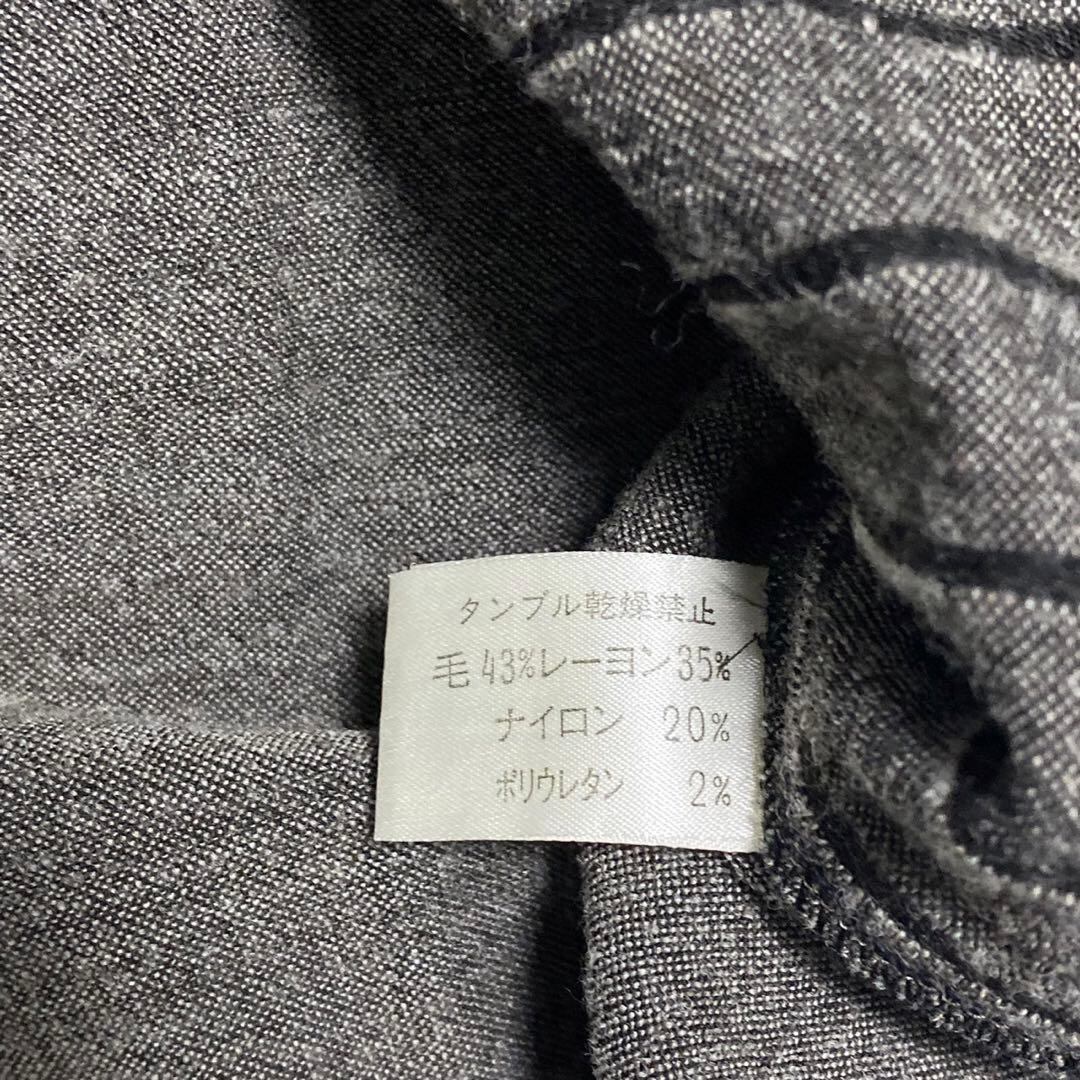 タンブル乾燥禁止
毛 43%レーヨン35%
ナイロン 20%
ポリウレタン 2%